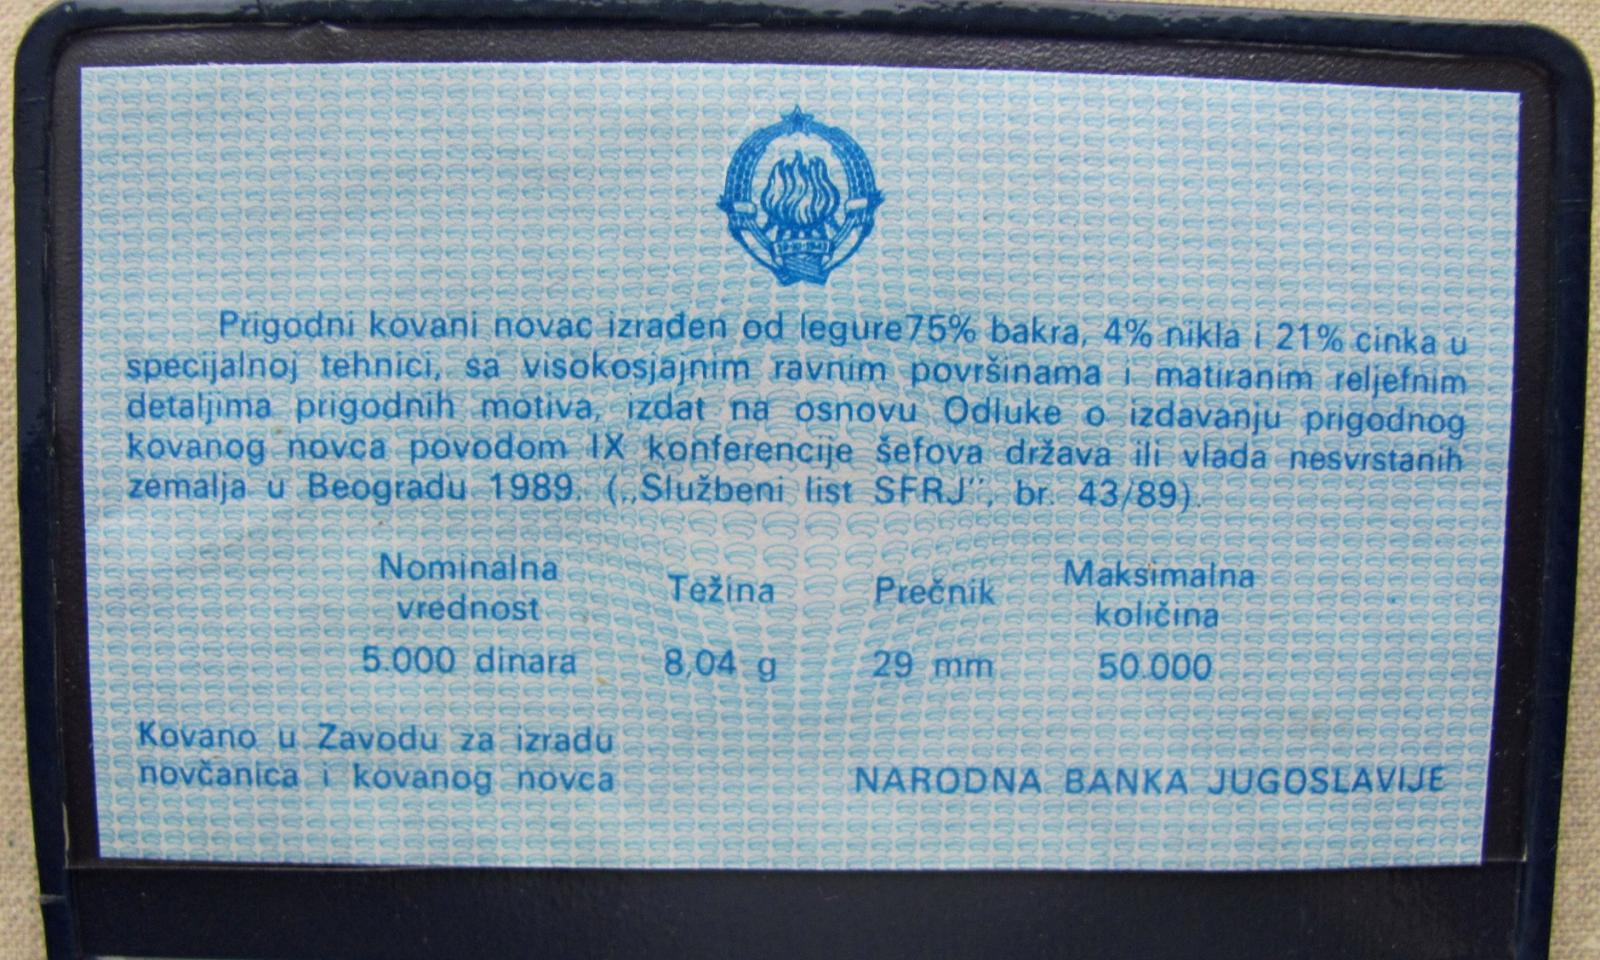 Prigodni kovani novac izrađen od legure75% bakra, 4% nikla i 21% cinka u
specijalnoj tehnici, sa visokosjajnim ravnim površinama i matiranim reljefnim
detaljima prigodnih motiva, izdat na osnovu Odluke o izdavanju prigodnog
kovanog novca povodom IX konferencije šefova država ili vlada nesvrstanih
zemalja u Beogradu 1989. („Službeni list SFRJ”, br. 43/89).
Nominalna vrednost
Težina
Prečnik
Maksimalna količina
5.000 dinara 8,04 g 29 mm 50.000
Kovano u Zavodu za izradu
novčanica i kovanog novca
NARODNA BANKA JUGOSLAVIJE